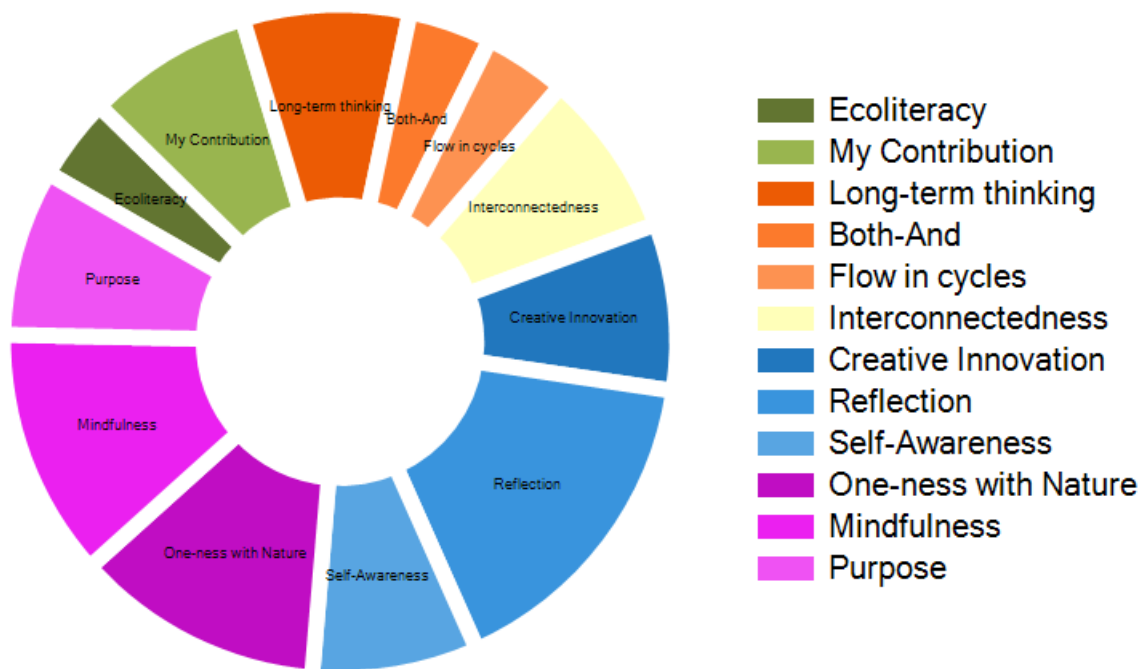 Long-term thinking
Both-And
My Contribution
Flow in cycles
Ecoliteracy
Interconnectedness
Purpose
Creative Innovation
Mindfulness
Reflection
One-ness with Nature
Self-Awareness
Ecoliteracy
My Contribution
Long-term thinking
Both-And
Flow in cycles
Interconnectedness
Creative Innovation
Reflection
Self-Awareness
One-ness with Nature
Mindfulness
Purpose